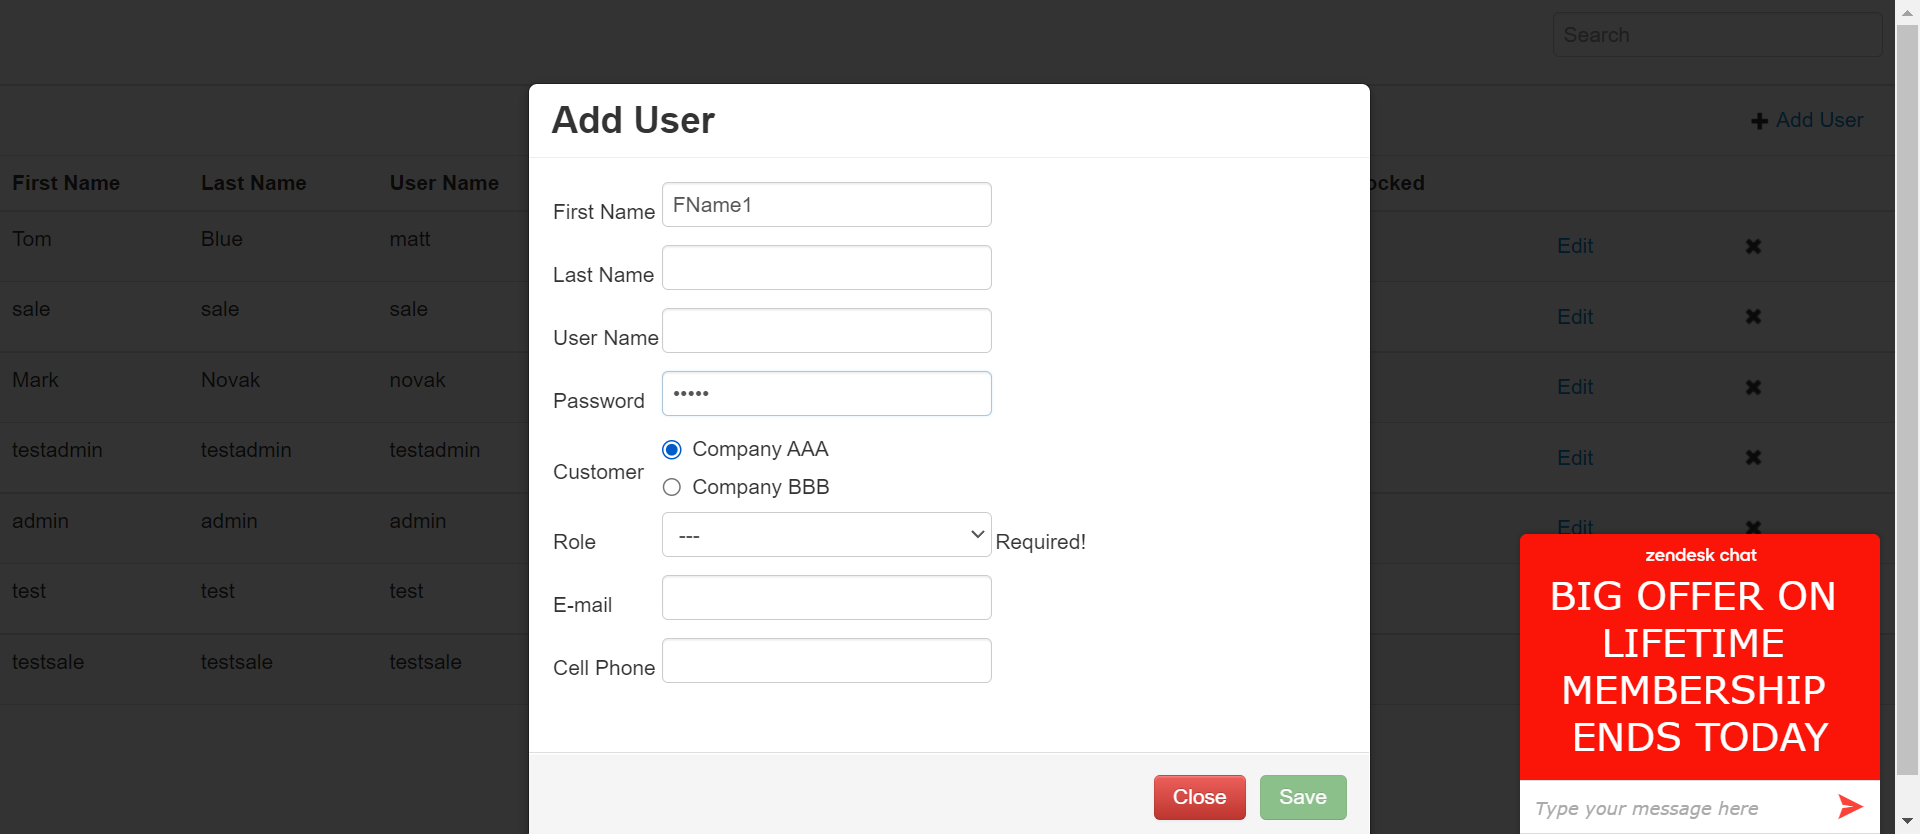 Search
Add User
Add User
First Name Last Name User Name ocked
First Name FName1
Tom Blue matt Edit
Last Name
sale sale sale Edit
User Name
Mark Novak novak Edit
Password •••••
testadmin testadmin testadmin Edit
Customer
Company AAA
Company BBB
admin admin admin Edit
Role --- Required!
test test test
E-mail
testsale testsale testsale
Cell Phone
Close Save
zendesk chat
BIG OFFER ON
LIFETIME
MEMBERSHIP
ENDS TODAY
Type your message here